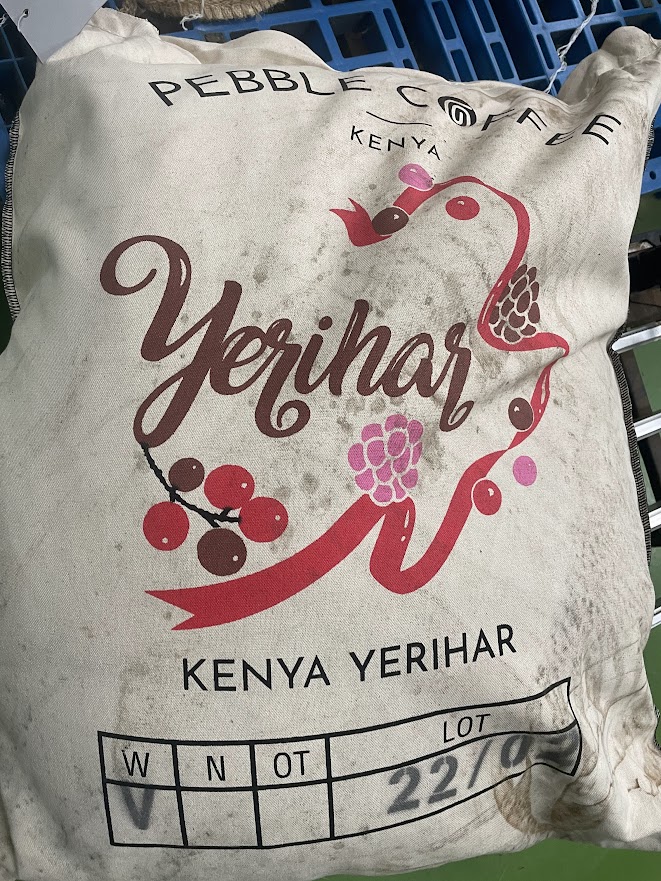 PEBBLE COFFEE
KENYA
Yerihar
KENYA YERIHAR
W N OT LOT
V